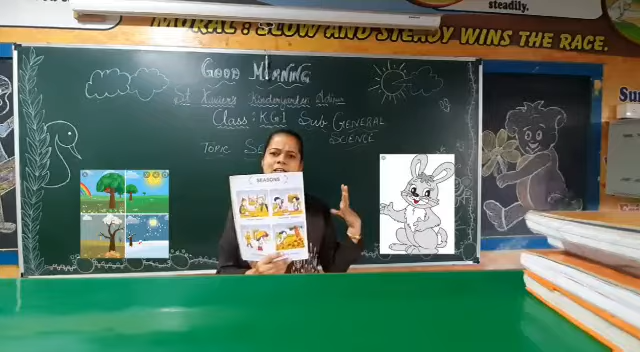 steadily.
MORAL : SLOW AND STEADY WINS THE RACE.
GOOD MORNING
St Xavier's Kindergarten
Class : KG1 Sub GENERAL
SCIENCE
TOPIC
SEASONS